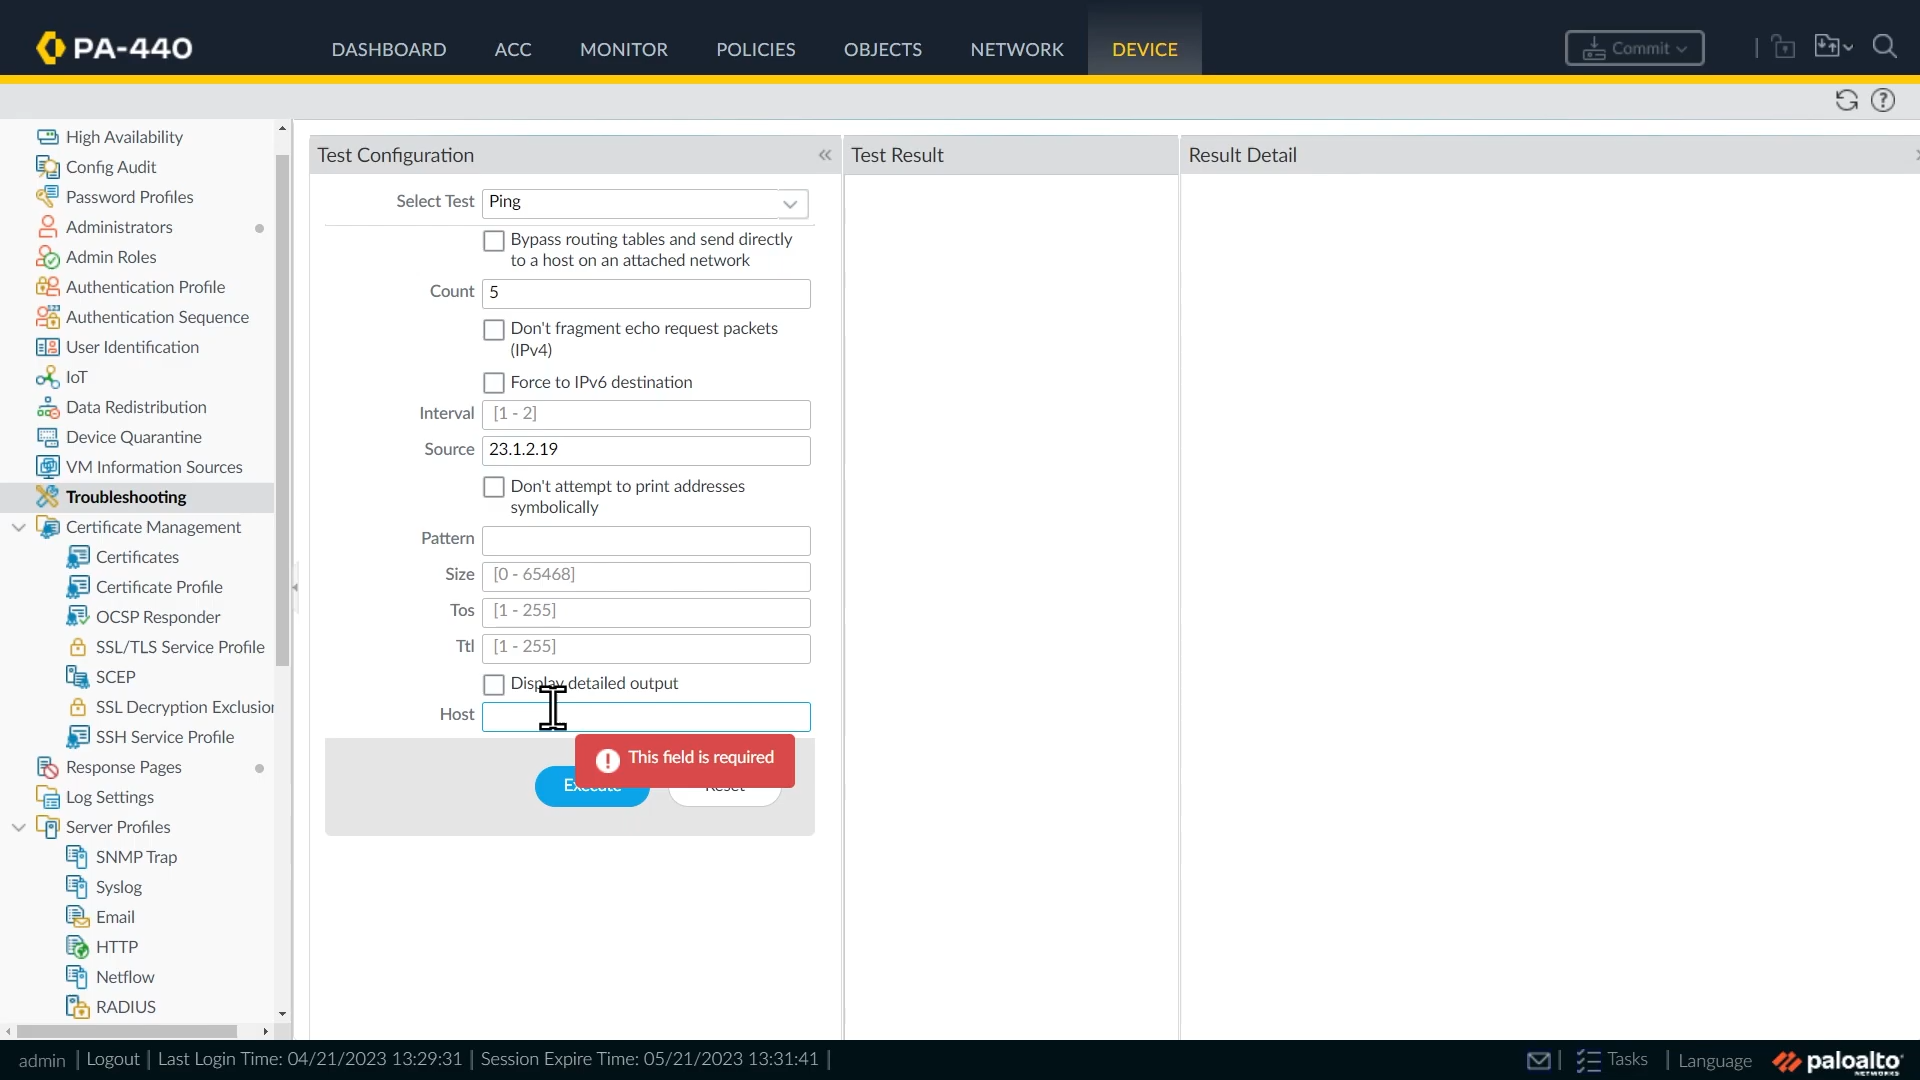 PA-440
DASHBOARD
ACC
MONITOR
POLICIES
OBJECTS
NETWORK
DEVICE
Commit
High Availability
Config Audit
Password Profiles
Administrators
Admin Roles
Authentication Profile
Authentication Sequence
User Identification
IoT
Data Redistribution
Device Quarantine
VM Information Sources
Troubleshooting
Certificate Management
Certificates
Certificate Profile
OCSP Responder
SSL/TLS Service Profile
SCEP
SSL Decryption Exclusion
SSH Service Profile
Response Pages
Log Settings
Server Profiles
SNMP Trap
Syslog
Email
HTTP
Netflow
RADIUS
Test Configuration
Select Test Ping
Bypass routing tables and send directly
to a host on an attached network
Count 5
Don't fragment echo request packets
(IPv4)
Force to IPv6 destination
Interval [1 - 2]
Source 23.1.2.19
Don't attempt to print addresses
symbolically
Pattern
Size [0 - 65468]
Tos [1 - 255]
Ttl [1 - 255]
Display detailed output
Host
This field is required
Execute Reset
Test Result
Result Detail
admin | Logout | Last Login Time: 04/21/2023 13:29:31 | Session Expire Time: 05/21/2023 13:31:41 |
Tasks | Language
paloalto
NETWORKS